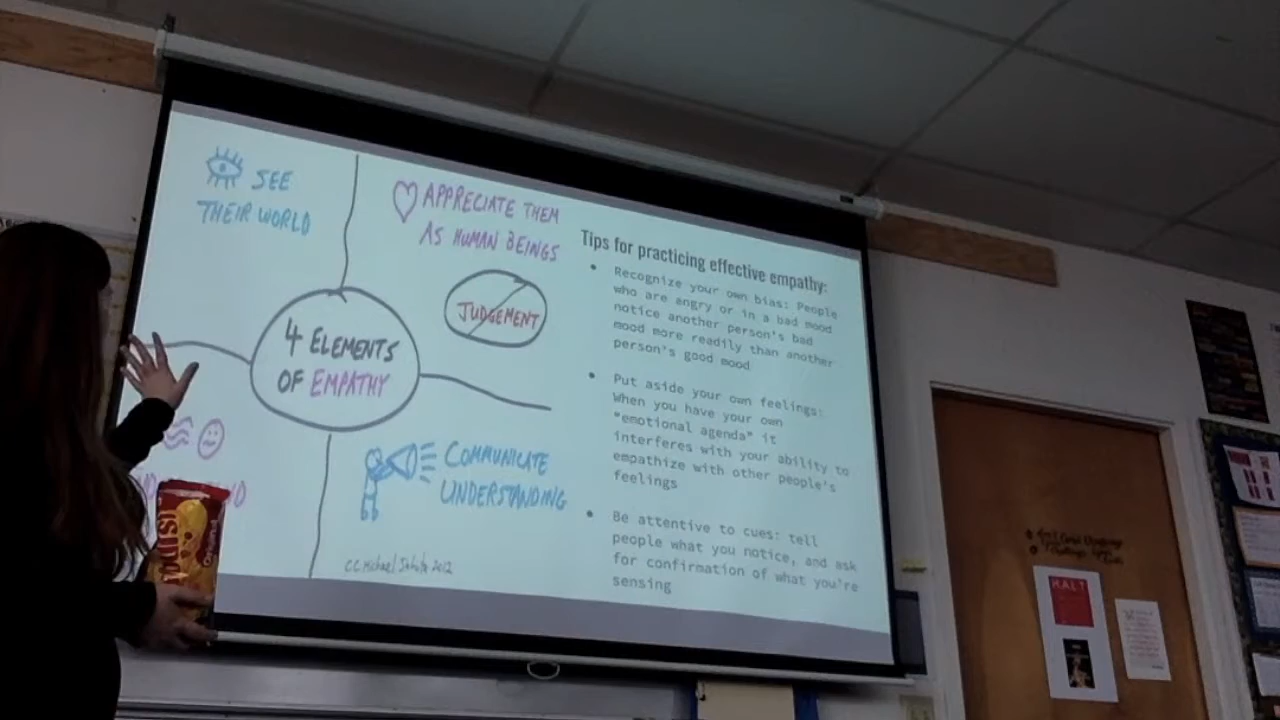 SEE
THEIR WORLD
APPRECIATE THEM
AS HUMAN BEINGS
JUDGEMENT
4 ELEMENTS
OF EMPATHY
COMMUNICATE
UNDERSTANDING
Tips for practicing effective empathy:
• Recognize your own bias: People
who are angry or in a bad mood
notice another person's bad
mood more readily than another
person's good mood
• Put aside your own feelings:
When you have your own
"emotional agenda" it
interferes with your ability to
empathize with other people's
feelings
• Be attentive to cues: tell
people what you notice, and ask
for confirmation of what you're
sensing
HALT